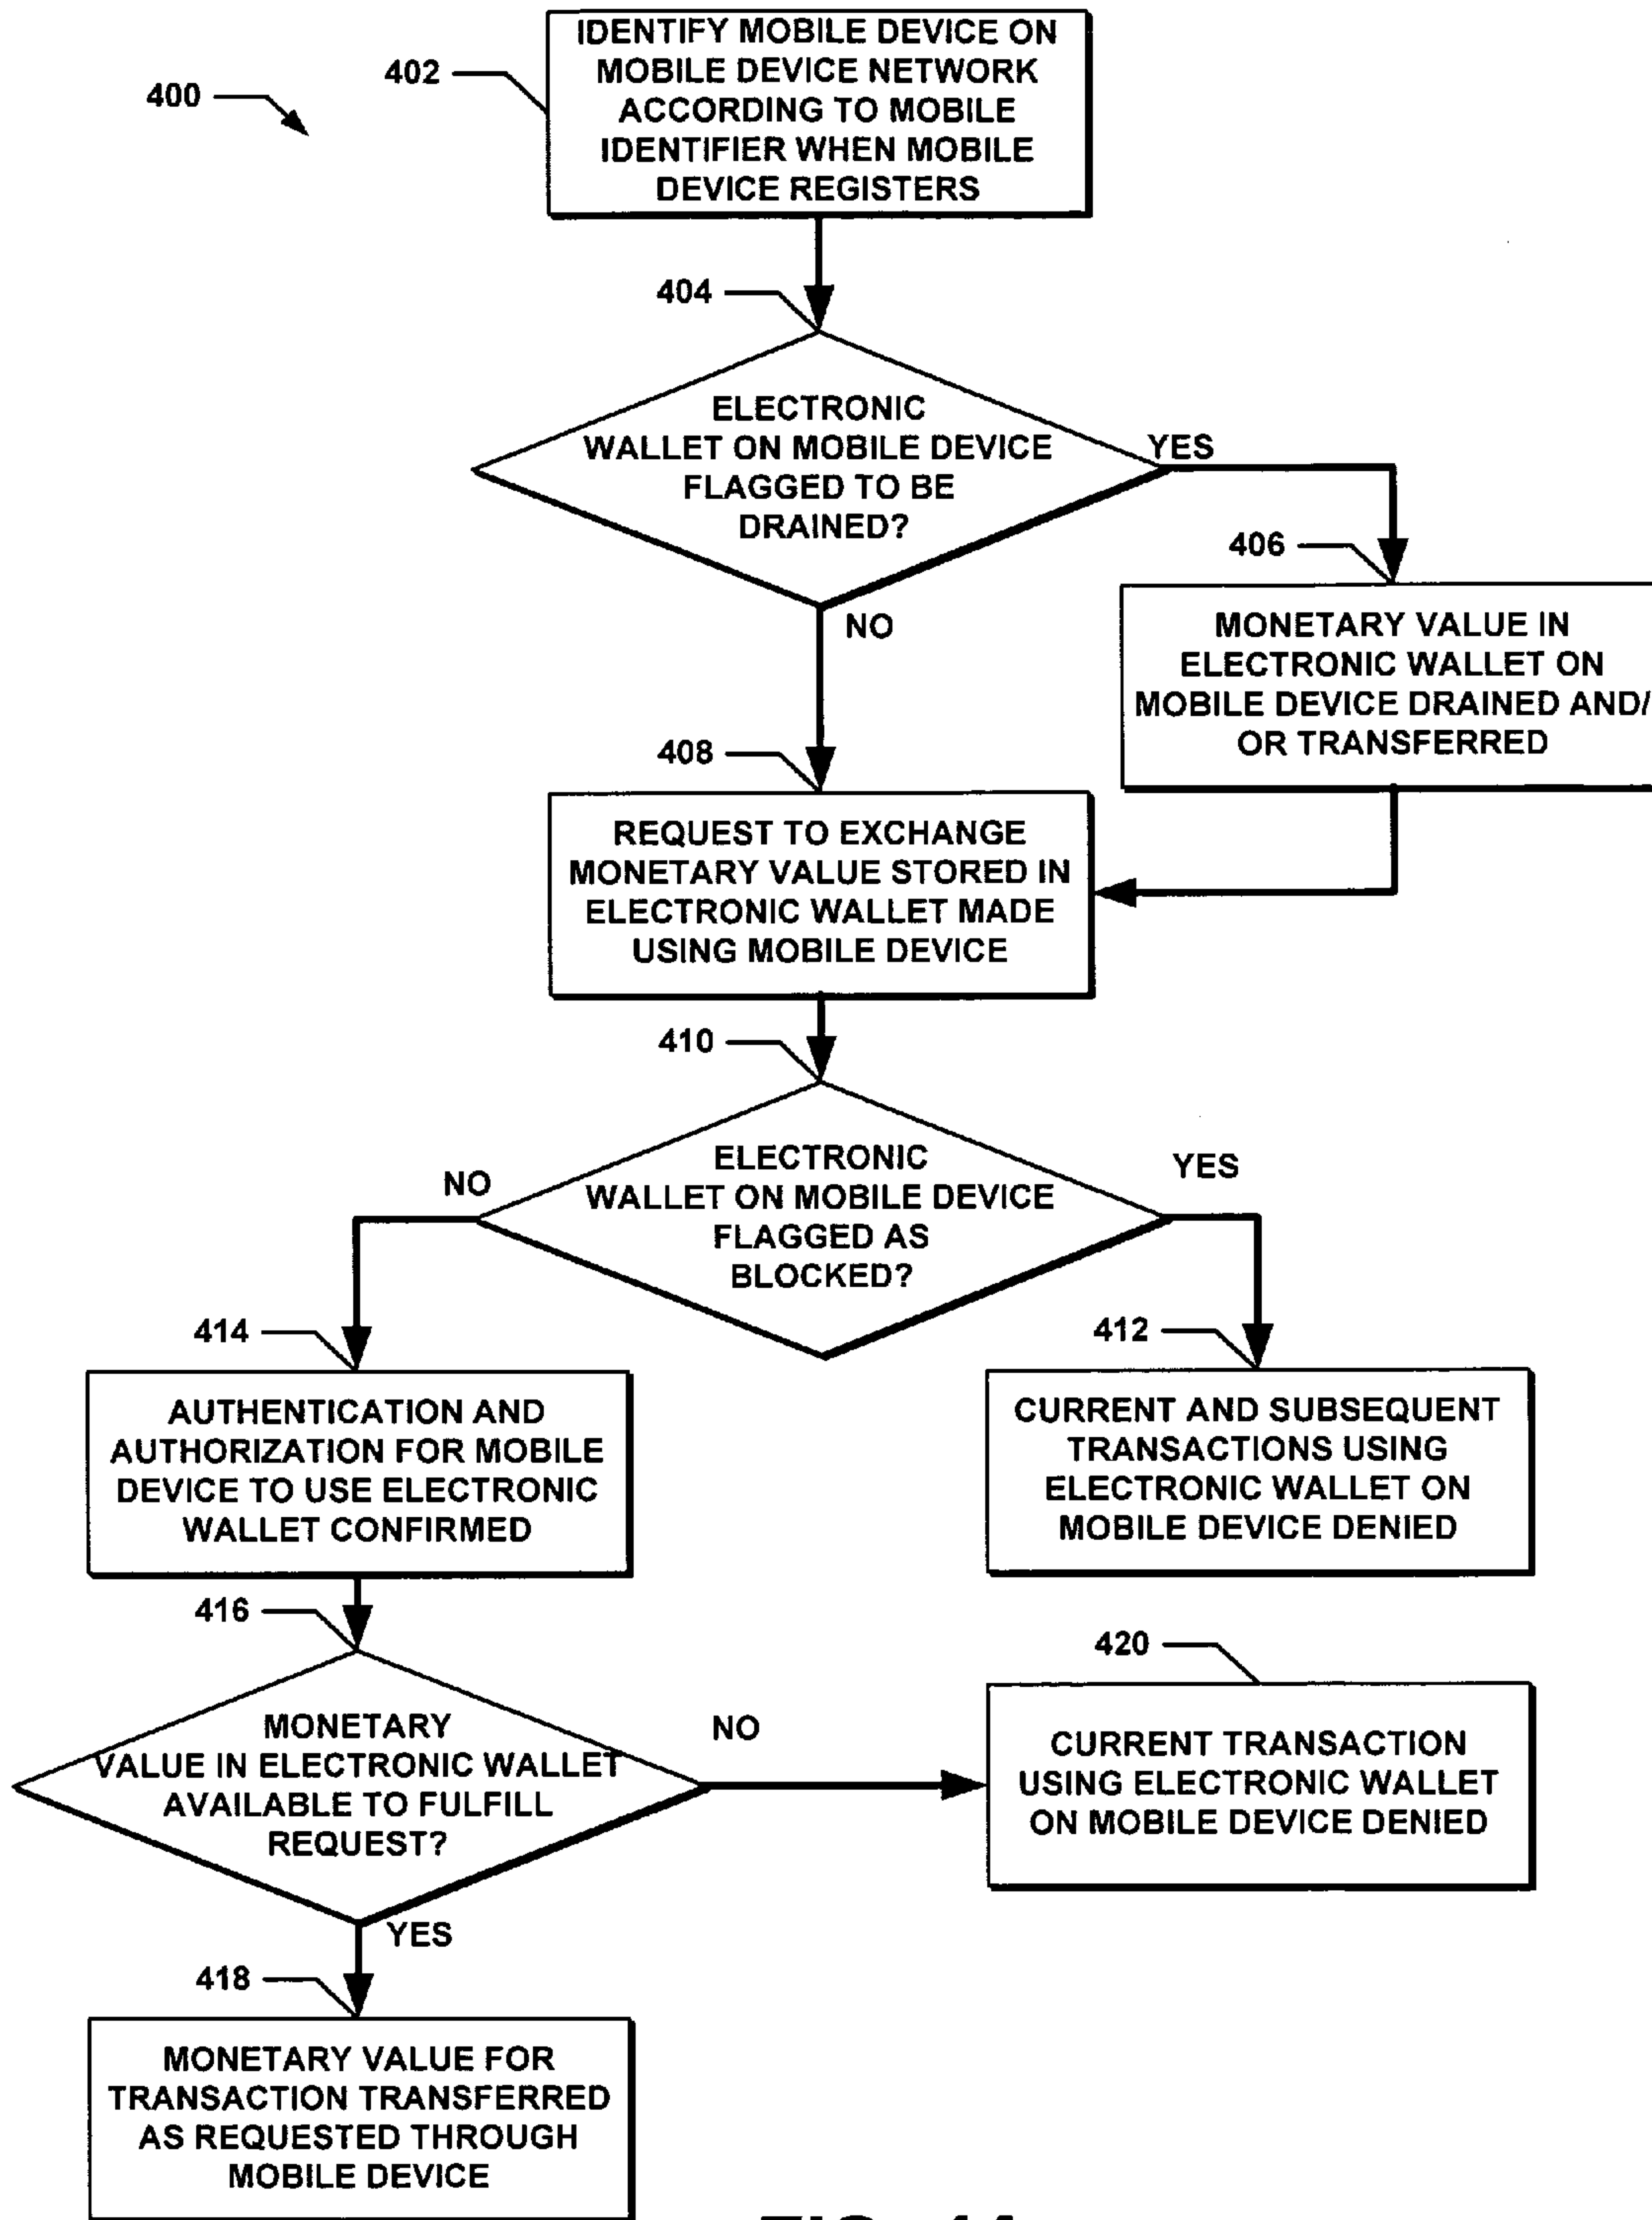 IDENTIFY MOBILE DEVICE ON
MOBILE DEVICE NETWORK
ACCORDING TO MOBILE
IDENTIFIER WHEN MOBILE
DEVICE REGISTERS
402
400
404
ELECTRONIC
WALLET ON MOBILE DEVICE
FLAGGED TO BE
DRAINED?
YES
NO
406
MONETARY VALUE IN
ELECTRONIC WALLET ON
MOBILE DEVICE DRAINED AND/
OR TRANSFERRED
408
REQUEST TO EXCHANGE
MONETARY VALUE STORED IN
ELECTRONIC WALLET MADE
USING MOBILE DEVICE
410
ELECTRONIC
WALLET ON MOBILE DEVICE
FLAGGED AS
BLOCKED?
NO
YES
414
AUTHENTICATION AND
AUTHORIZATION FOR MOBILE
DEVICE TO USE ELECTRONIC
WALLET CONFIRMED
412
CURRENT AND SUBSEQUENT
TRANSACTIONS USING
ELECTRONIC WALLET ON
MOBILE DEVICE DENIED
416
MONETARY
VALUE IN ELECTRONIC WALLET
AVAILABLE TO FULFILL
REQUEST?
NO
YES
420
CURRENT TRANSACTION
USING ELECTRONIC WALLET
ON MOBILE DEVICE DENIED
418
MONETARY VALUE FOR
TRANSACTION TRANSFERRED
AS REQUESTED THROUGH
MOBILE DEVICE